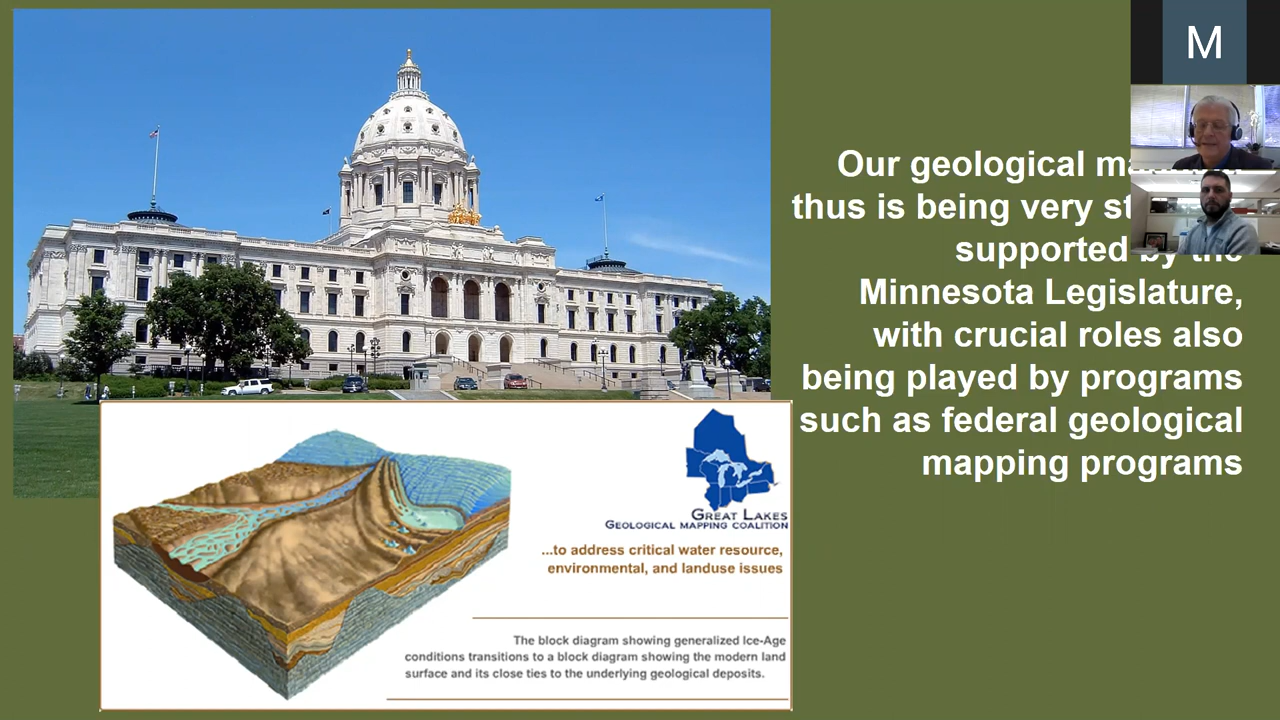 M
Our geological
thus is being very
supported by the
Minnesota Legislature,
with crucial roles also
being played by programs
such as federal geological
mapping programs
GREAT LAKES
GEOLOGICAL MAPPING COALITION
...to address critical water resource,
environmental, and landuse issues
The block diagram showing generalized Ice-Age
conditions transitions to a block diagram showing the modern land
surface and its close ties to the underlying geological deposits.